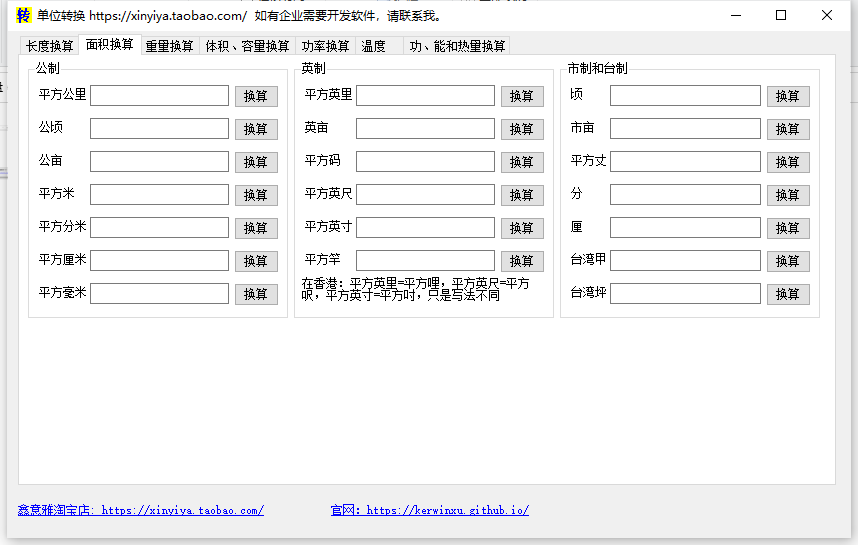 转 单位转换 https://xinyiya.taobao.com/ 如有企业需要开发软件，请联系我。
长度换算 面积换算 重量换算 体积、容量换算 功率换算 温度 功、能和热量换算
公制 英制 市制和台制
平方公里 换算 平方英里 换算 顷 换算
公顷 换算 英亩 换算 市亩 换算
公亩 换算 平方码 换算 平方丈 换算
平方米 换算 平方英尺 换算 分 换算
平方分米 换算 平方英寸 换算 厘 换算
平方厘米 换算 平方竿 换算 台湾甲 换算
平方毫米 换算 台湾坪 换算
在香港：平方英里=平方哩，平方英尺=平方
呎，平方英寸=平方吋，只是写法不同
鑫意雅淘宝店：https://xinyiya.taobao.com/ 官网：https://kerwinxu.github.io/